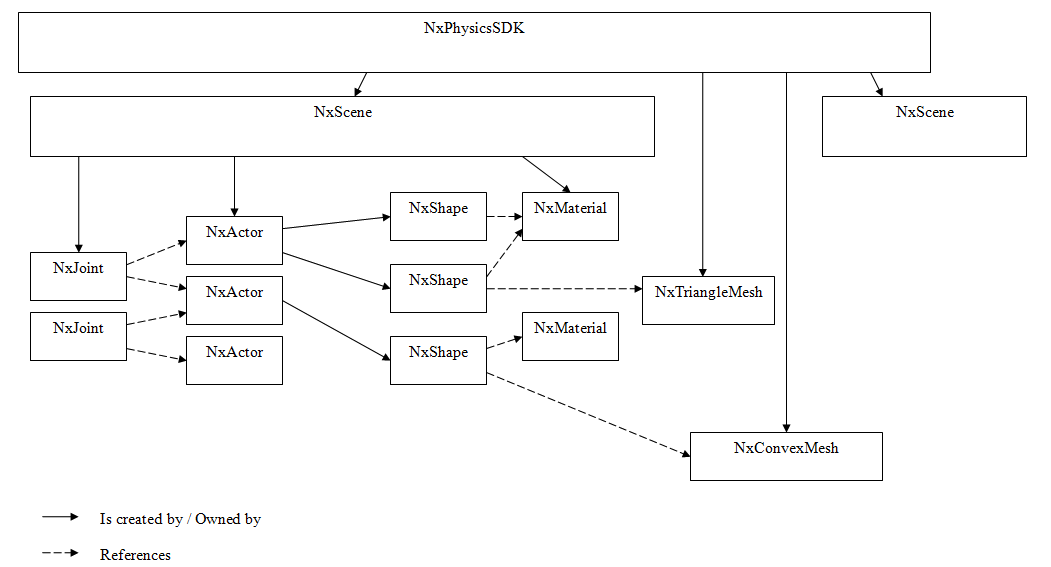 NxPhysicsSDK
NxScene
NxScene
NxShape
NxMaterial
NxActor
NxJoint
NxShape
NxActor
NxTriangleMesh
NxJoint
NxMaterial
NxActor
NxShape
NxConvexMesh
Is created by / Owned by
References